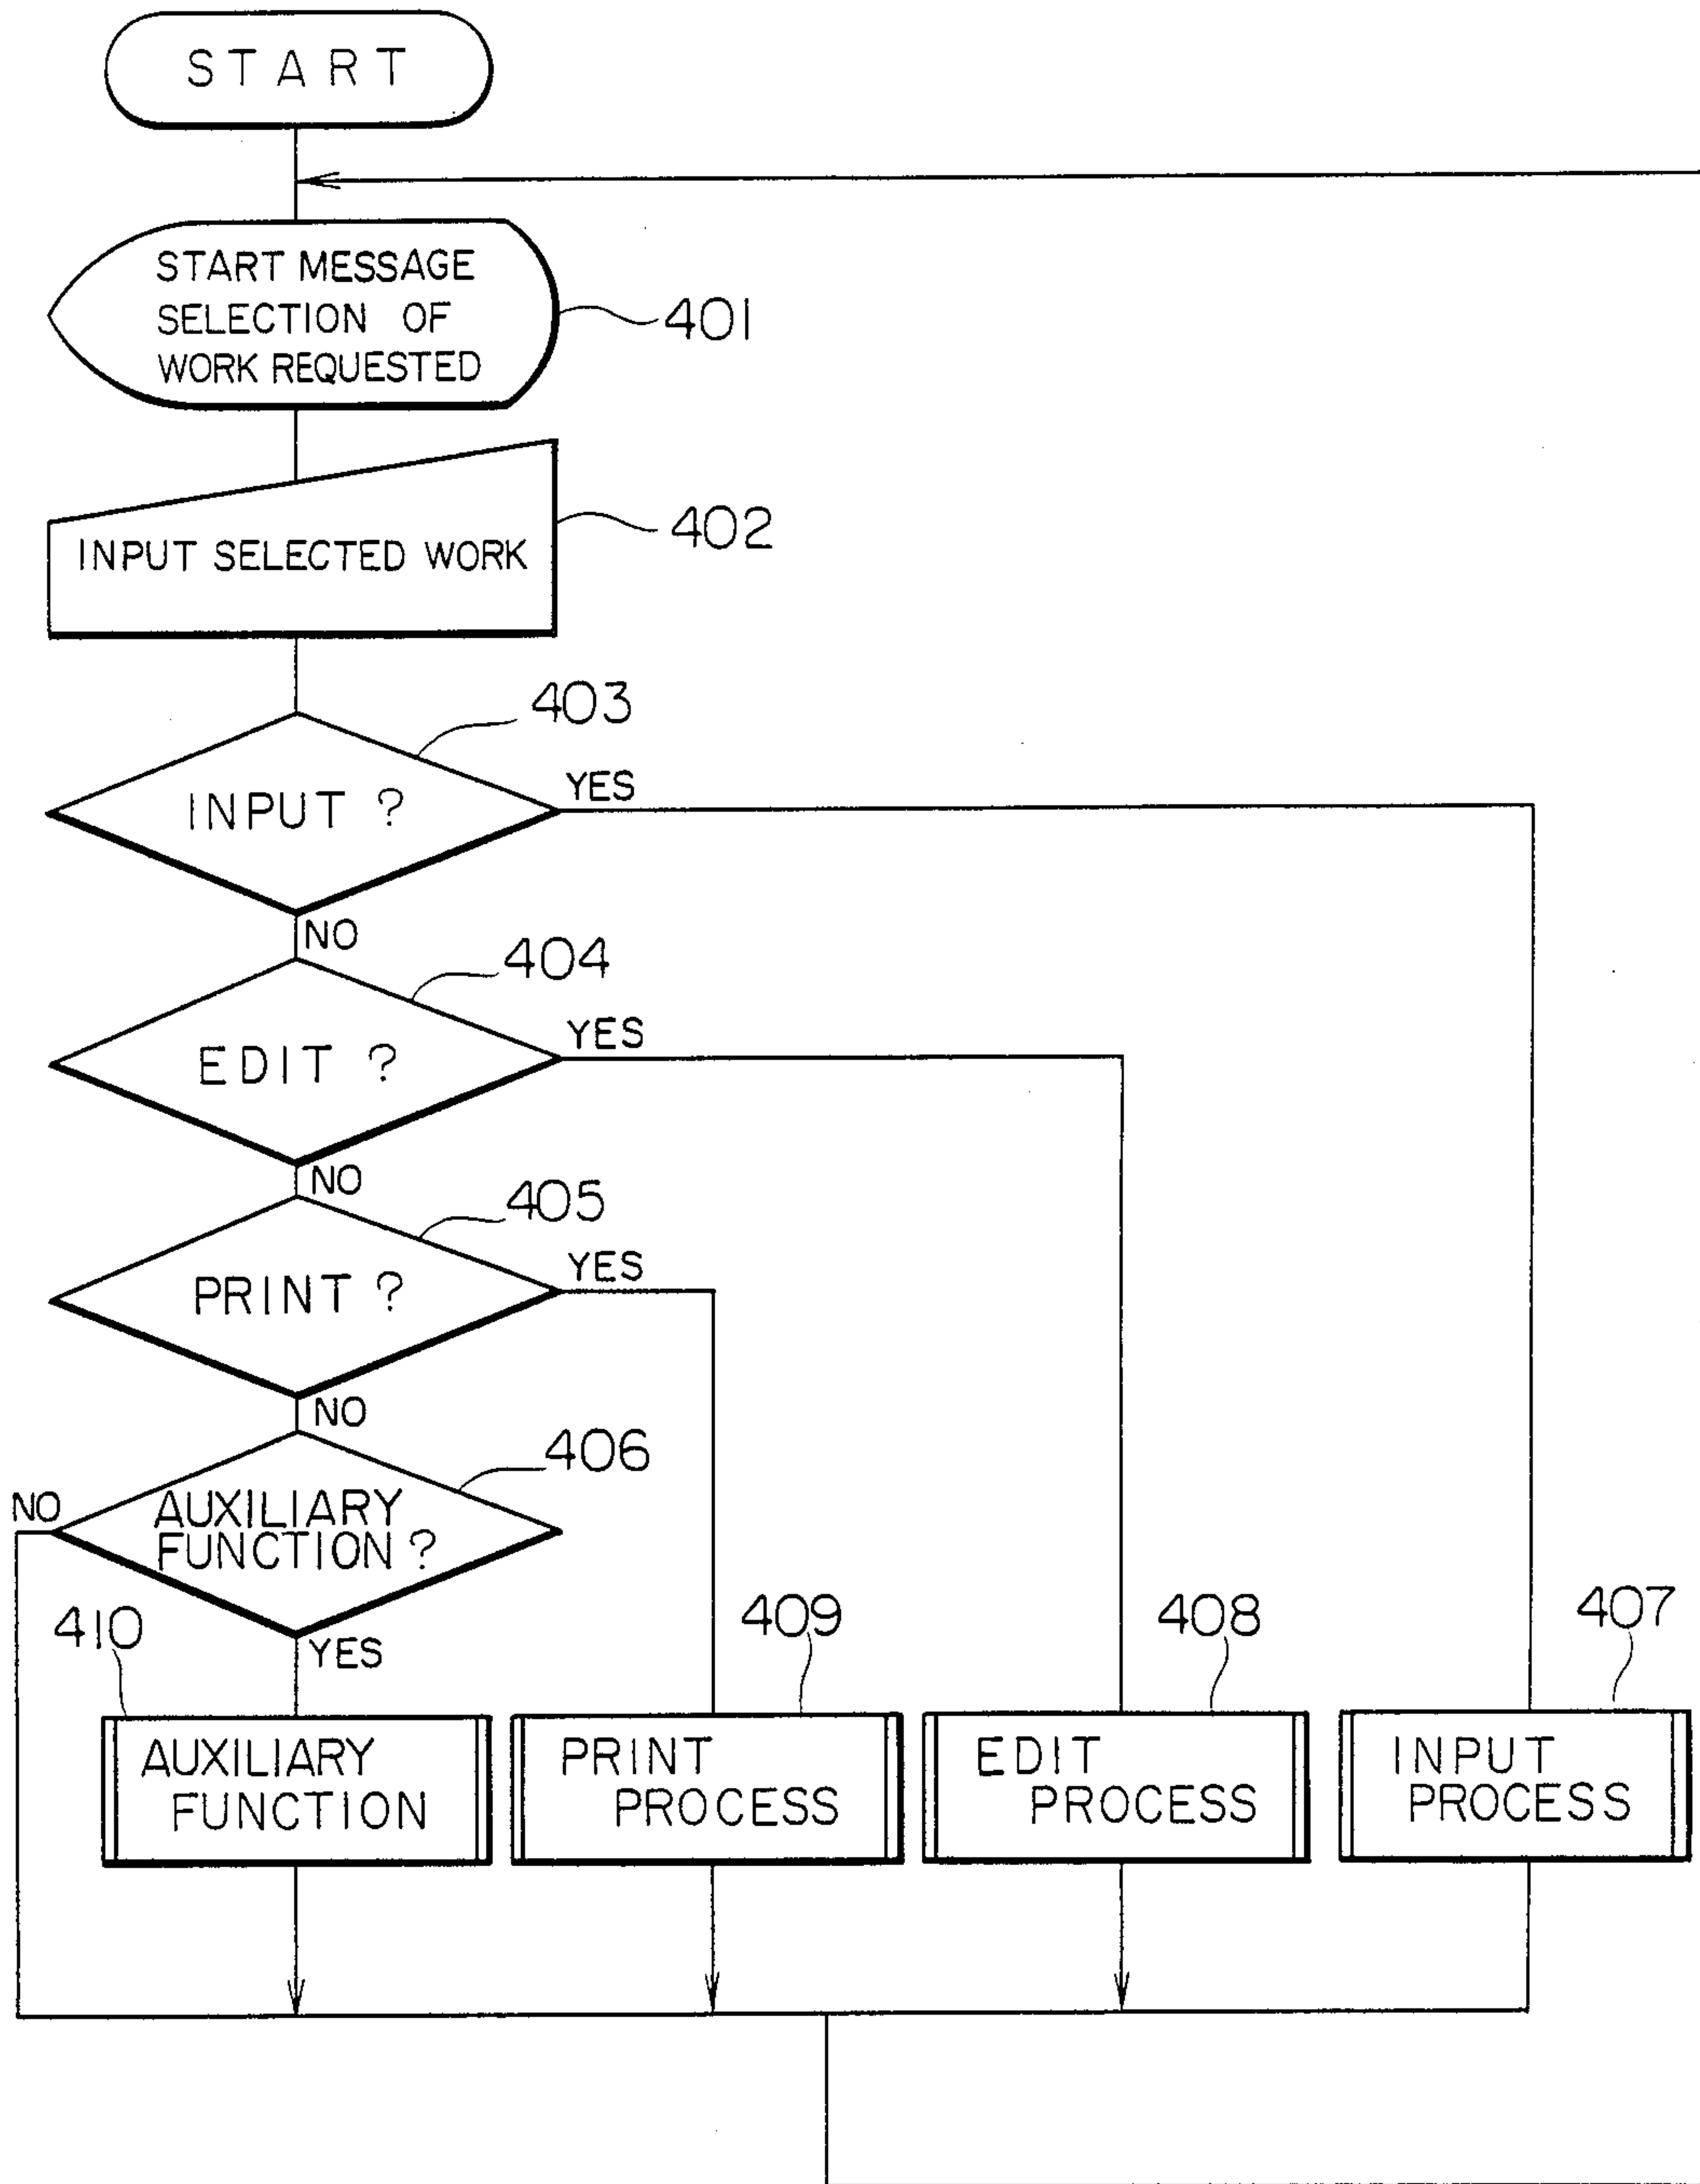 START
START MESSAGE
SELECTION OF
WORK REQUESTED
401
INPUT SELECTED WORK
402
403
INPUT ?
YES
NO
404
EDIT ?
YES
NO
405
PRINT ?
YES
NO
406
NO
AUXILIARY
FUNCTION ?
YES
410
409
408
407
AUXILIARY
FUNCTION
PRINT
PROCESS
EDIT
PROCESS
INPUT
PROCESS